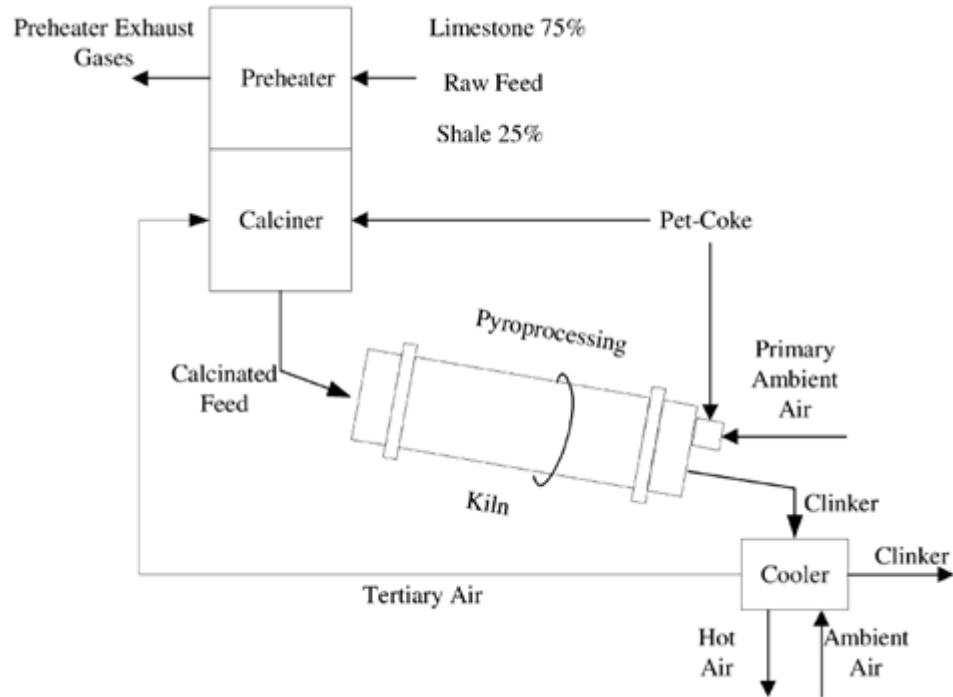 Preheater Exhaust
Gases
Preheater
Limestone 75%
Raw Feed
Shale 25%
Calciner
Pet-Coke
Pyroprocessing
Calcinated
Feed
Primary
Ambient
Air
Kiln
Clinker
Cooler
Clinker
Tertiary Air
Hot
Air
Ambient
Air